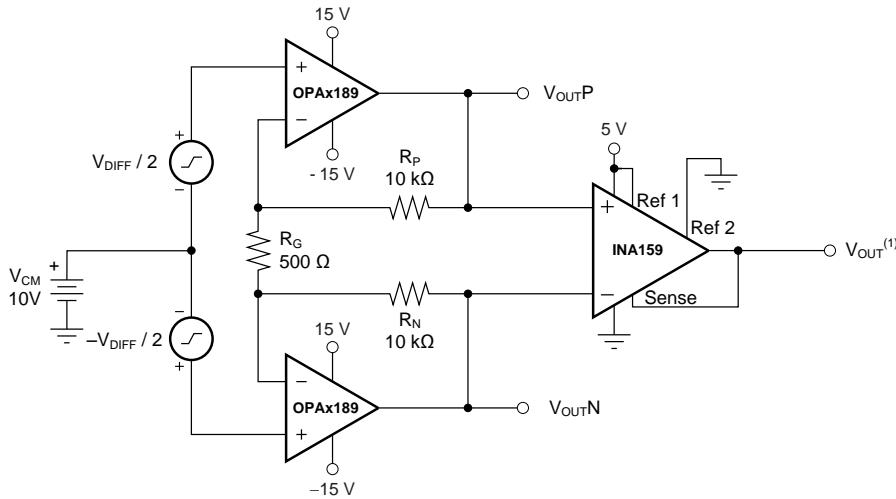 15 V
+
OPAx189
−
- 15 V
VOUTP
+
VDIFF / 2
−
RP
10 kΩ
5 V
Ref 1
Ref 2
+
INA159
−
Sense
VOUT(1)
RG
500 Ω
+
VCM
10V
−
−VDIFF / 2
+
RN
10 kΩ
15 V
−
OPAx189
+
−15 V
VOUTN